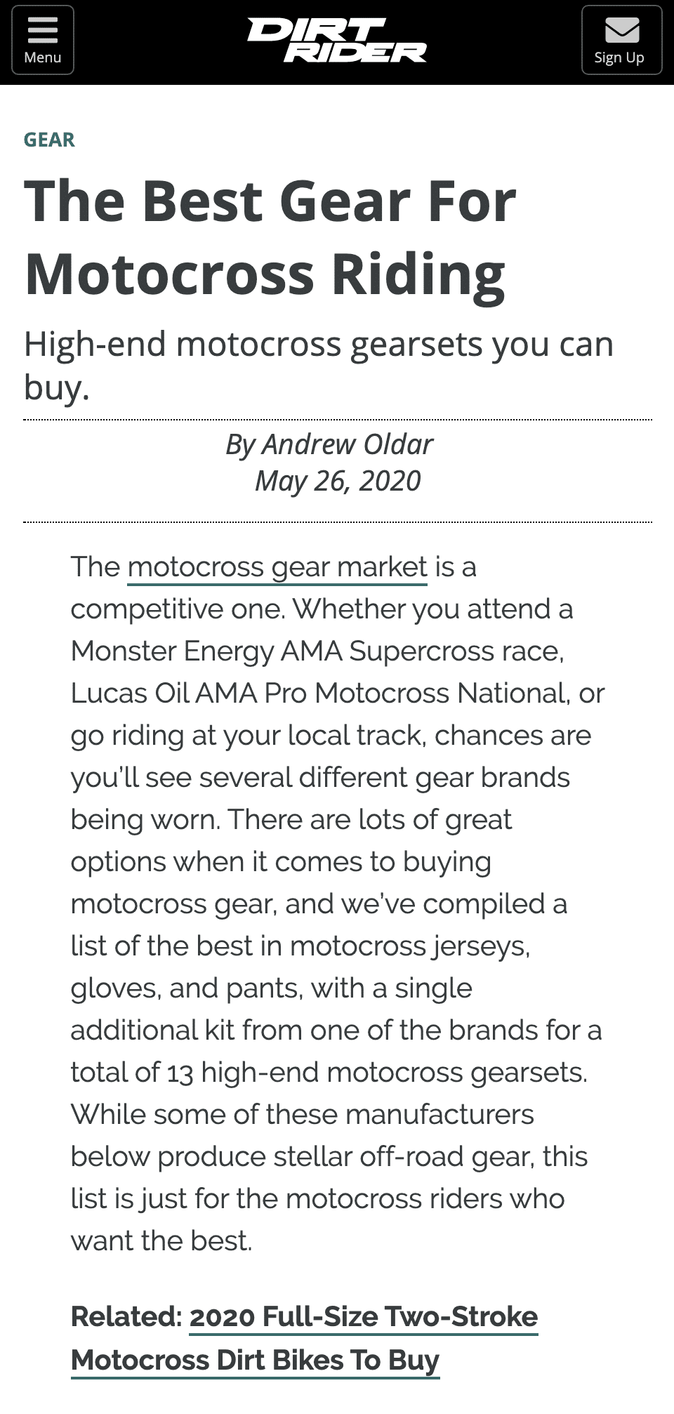 Menu
DIRT
RIDER
Sign Up
GEAR
The Best Gear For
Motocross Riding
High-end motocross gearsets you can
buy.
By Andrew Oldar
May 26, 2020
The motocross gear market is a
competitive one. Whether you attend a
Monster Energy AMA Supercross race,
Lucas Oil AMA Pro Motocross National, or
go riding at your local track, chances are
you’ll see several different gear brands
being worn. There are lots of great
options when it comes to buying
motocross gear, and we’ve compiled a
list of the best in motocross jerseys,
gloves, and pants, with a single
additional kit from one of the brands for a
total of 13 high-end motocross gearsets.
While some of these manufacturers
below produce stellar off-road gear, this
list is just for the motocross riders who
want the best.
Related: 2020 Full-Size Two-Stroke
Motocross Dirt Bikes To Buy